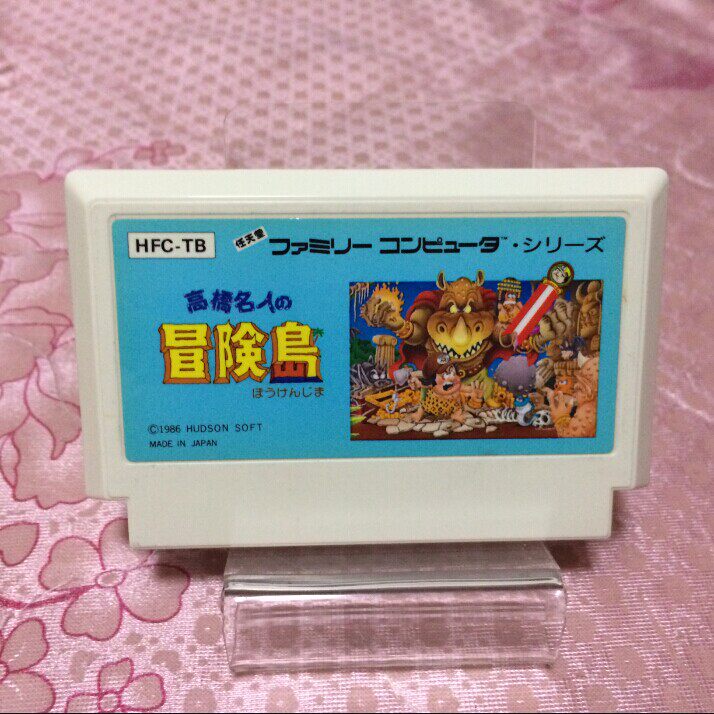 HFC-TB
任天堂 ファミリー コンピュータ™・シリーズ
高橋名人の
冒険島
ぼうけんじま
©1986 HUDSON SOFT
MADE IN JAPAN